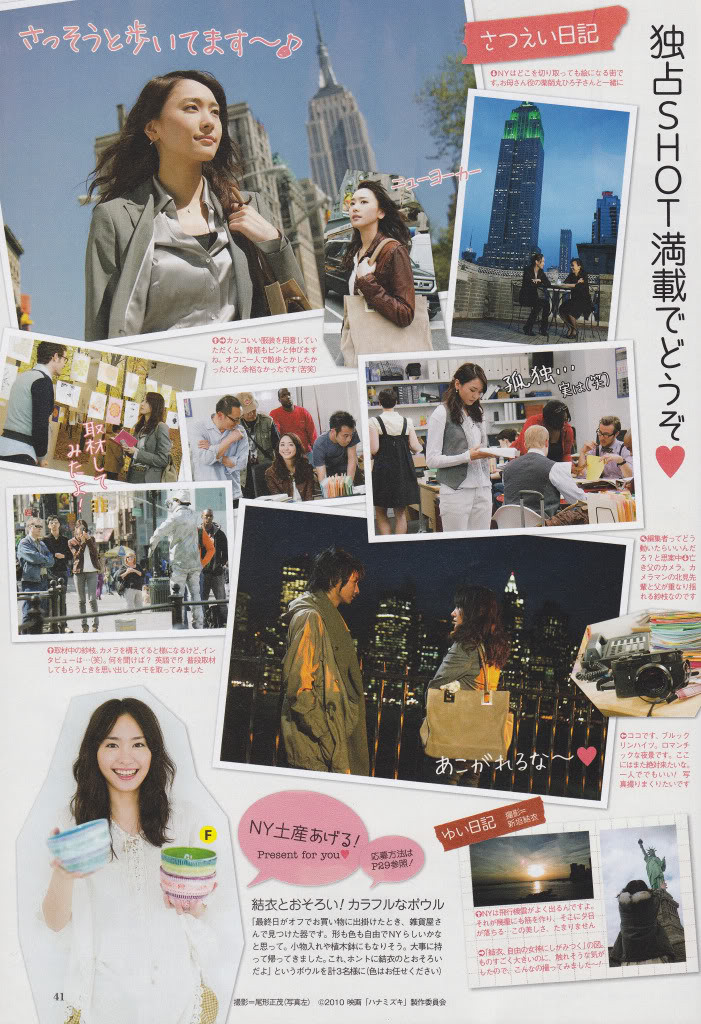 独占SHOT満載でどうぞ♥
さっそうと歩いてます〜♪
さつえい日記
NYはどこを切り取っても絵になる街で
す。お母さん役の薬師丸ひろ子さんと一緒に
ニューヨーカー
カッコいい服装を用意してい
ただくと、背筋もピンと伸びます
ね。オフに一人で散歩とかしたか
ったけど、余裕なかったです(苦笑)
取材して
みたよ!
孤独…
実は(笑)
編集者ってどう
動いたらいいんだ
ろ?と思案中
亡
き父のカメラ。カ
メラマンの北見先
輩と父が重なり揺
れる紗枝なのです
取材中の紗枝。カメラを構えてると様になるけど、イン
タビューは…(笑)。何を聞けば? 英語で!? 普段取材
してもらうときを思い出してメモを取ってみました
あこがれるな〜♥
ココです、ブルック
リンハイツ。ロマンチ
ックな夜景です。ここ
にはまた絶対来たいな。
一人ででもいい! 写
真撮りまくりたいです
F
NY土産あげる!
Present for you♥
応募方法は
P29参照!
結衣とおそろい! カラフルなボウル
「最終日がオフでお買い物に出掛けたとき、雑貨屋さ
んで見つけた器です。形も色も自由でNYらしいかな
と思って。小物入れや植木鉢にもなりそう。大事に持
って帰ってきました。これ、ホントに結衣のとおそろい
だよ」というボウルを計3名様に(色はお任せください)
ゆい日記
撮影=
新垣結衣
NYは飛行機雲がよく出るんですよ。
それが幾重にも筋を作り、そこに夕日
が落ちる…この美しさ、たまりません
「結衣、自由の女神にしがみつく」の図。
ものすごく大きいのに、触れそうな気が
したもので、こんなの撮ってみました〜!
41
撮影=尾形正茂(写真左) ©2010 映画「ハナミズキ」製作委員会